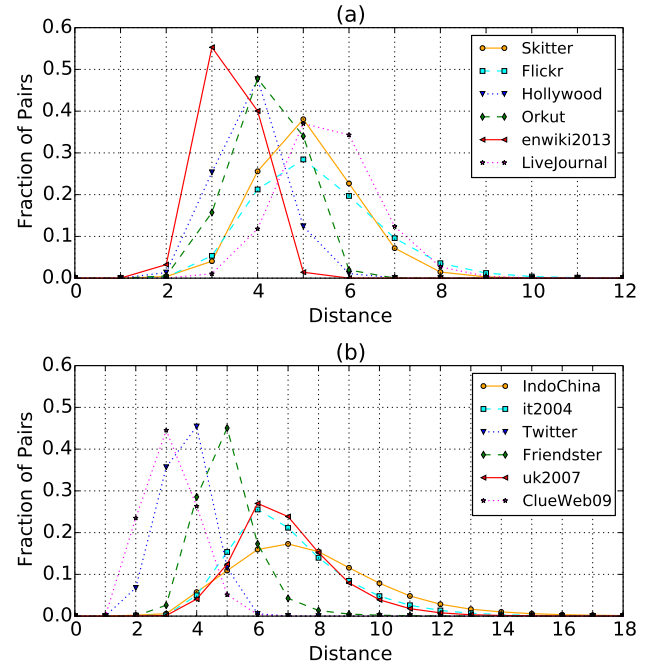 (a)
0.6
0.5
0.4
0.3
0.2
0.1
0.0
Fraction of Pairs
Skitter
Flickr
Hollywood
Orkut
enwiki2013
LiveJournal
0 2 4 6 8 10 12
Distance
(b)
0.6
0.5
0.4
0.3
0.2
0.1
0.0
Fraction of Pairs
IndoChina
it2004
Twitter
Friendster
uk2007
ClueWeb09
0 2 4 6 8 10 12 14 16 18
Distance